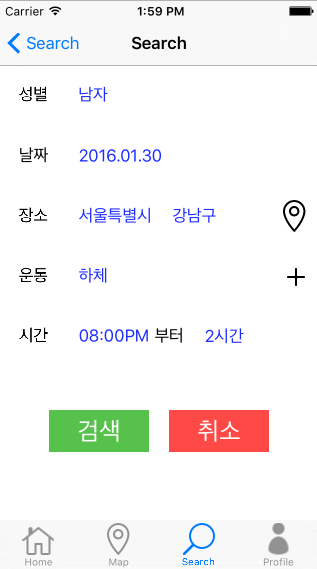 Carrier 1:59 PM
Search Search
성별 남자
날짜 2016.01.30
장소 서울특별시 강남구
운동 하체
시간 08:00PM 부터 2시간
검색 취소
Home Map Search Profile